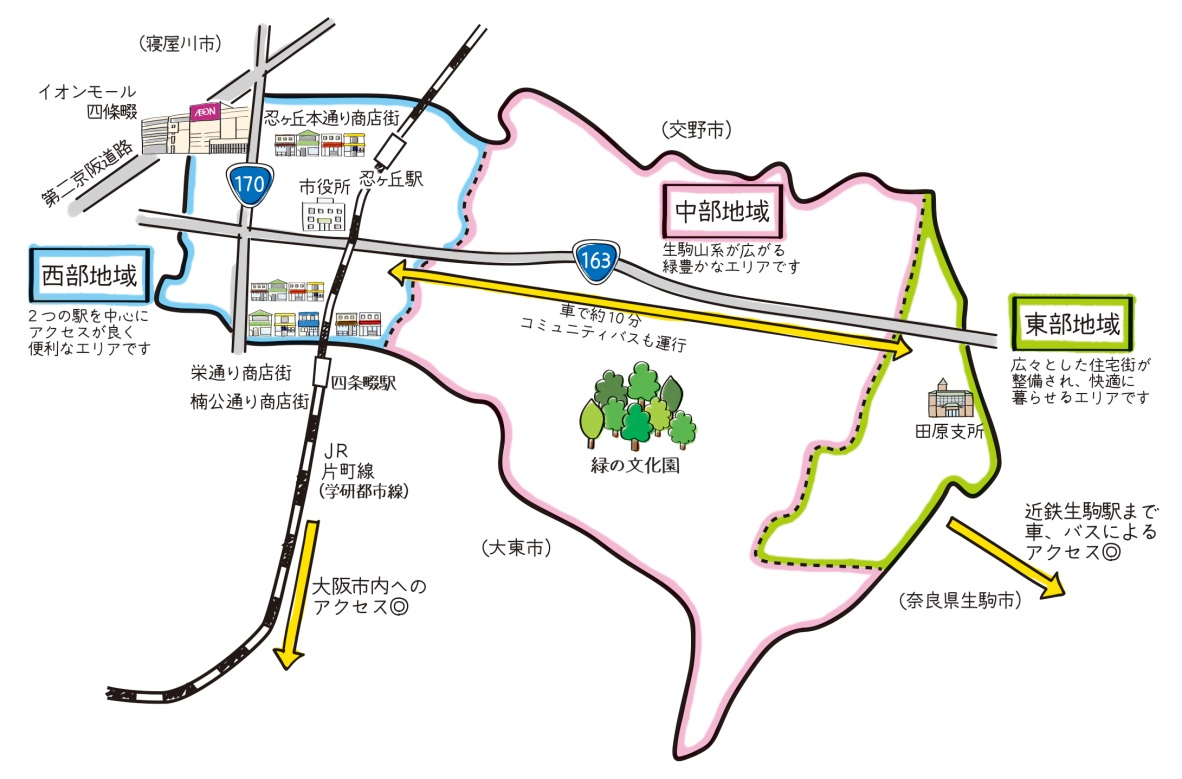 (寝屋川市)
イオンモール
四條畷
ÆON
忍ヶ丘本通り商店街
第二京阪道路
170
市役所
忍ヶ丘駅
(交野市)
中部地域
生駒山系が広がる
緑豊かなエリアです
163
西部地域
2つの駅を中心に
アクセスが良く
便利なエリアです
車で約10分
コミュニティバスも運行
東部地域
広々とした住宅街が
整備され、快適に
暮らせるエリアです
栄通り商店街
楠公通り商店街
四条畷駅
田原支所
緑の文化園
JR
片町線
(学研都市線)
(大東市)
近鉄生駒駅まで
車、バスによる
アクセス◎
大阪市内への
アクセス◎
(奈良県生駒市)